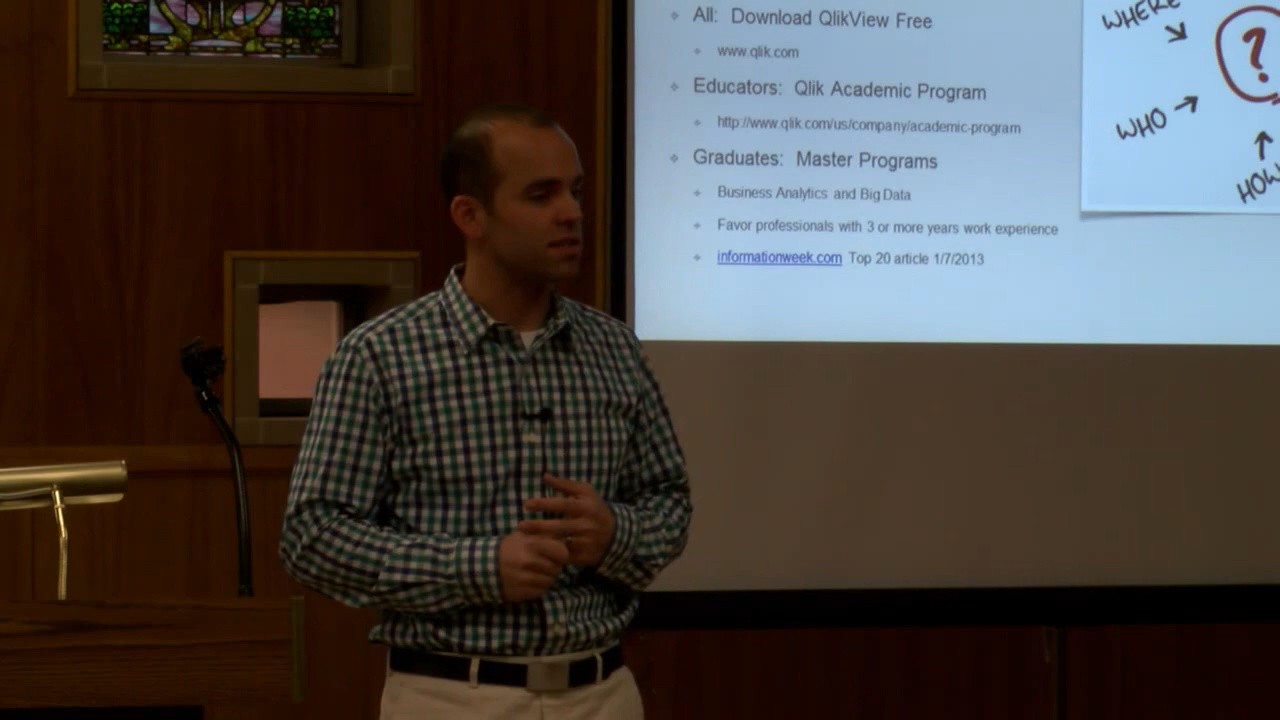 All: Download QlikView Free
www.qlik.com
Educators: Qlik Academic Program
http://www.qlik.com/us/company/academic-program
Graduates: Master Programs
Business Analytics and Big Data
Favor professionals with 3 or more years work experience
informationweek.com Top 20 article 1/7/2013
WHERE
?
WHO
HOW